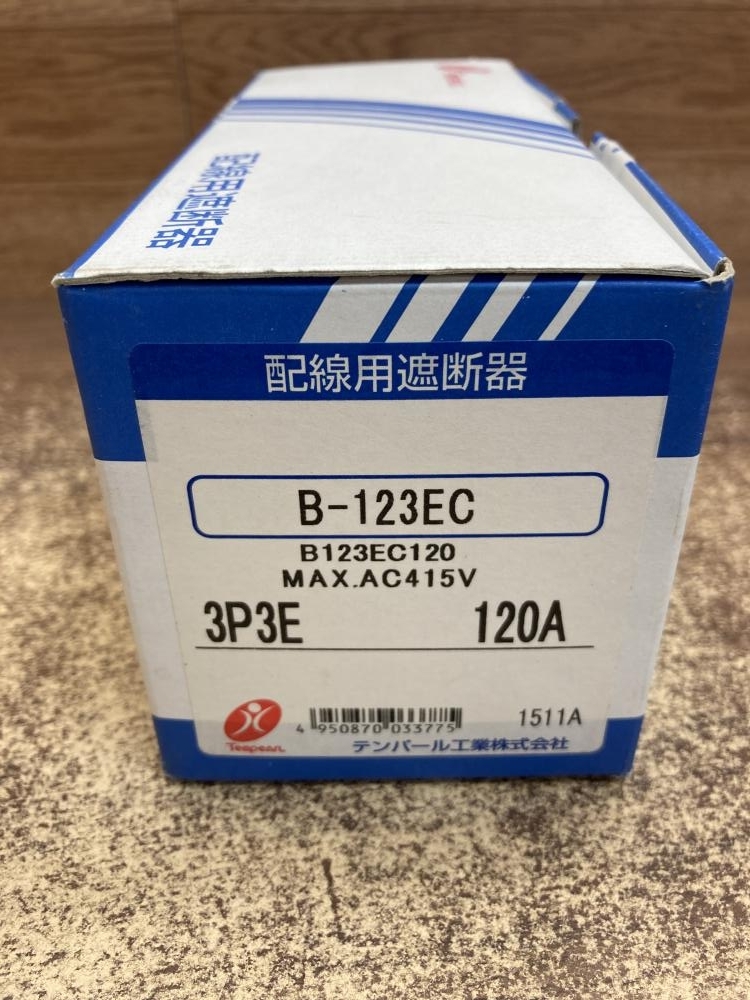 配線用遮断器
配線用遮断器
B-123EC
B123EC120
MAX.AC415V
3P3E 120A
4 950870 033775
1511A
Teapearl
テンパール工業株式会社